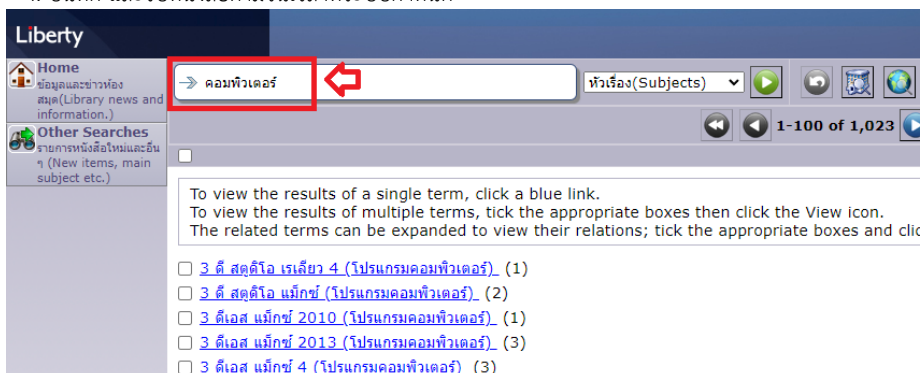 Liberty
Home
ข้อมูลและข่าวห้อง
สมุด(Library news and
information.)
Other Searches
รายการหนังสือใหม่และอื่น
ๆ (New items, main
subject etc.)
คอมพิวเตอร์
หัวเรื่อง(Subjects)
1-100 of 1,023
To view the results of a single term, click a blue link.
To view the results of multiple terms, tick the appropriate boxes then click the View icon.
The related terms can be expanded to view their relations; tick the appropriate boxes and clic
3 ดี สตูดิโอ เรเลียว 4 (โปรแกรมคอมพิวเตอร์) (1)
3 ดี สตูดิโอ แม็กซ์ (โปรแกรมคอมพิวเตอร์) (2)
3 ดีเอส แม็กซ์ 2010 (โปรแกรมคอมพิวเตอร์) (1)
3 ดีเอส แม็กซ์ 2013 (โปรแกรมคอมพิวเตอร์) (3)
3 ดีเอส แม็กซ์ 4 (โปรแกรมคอมพิวเตอร์) (3)